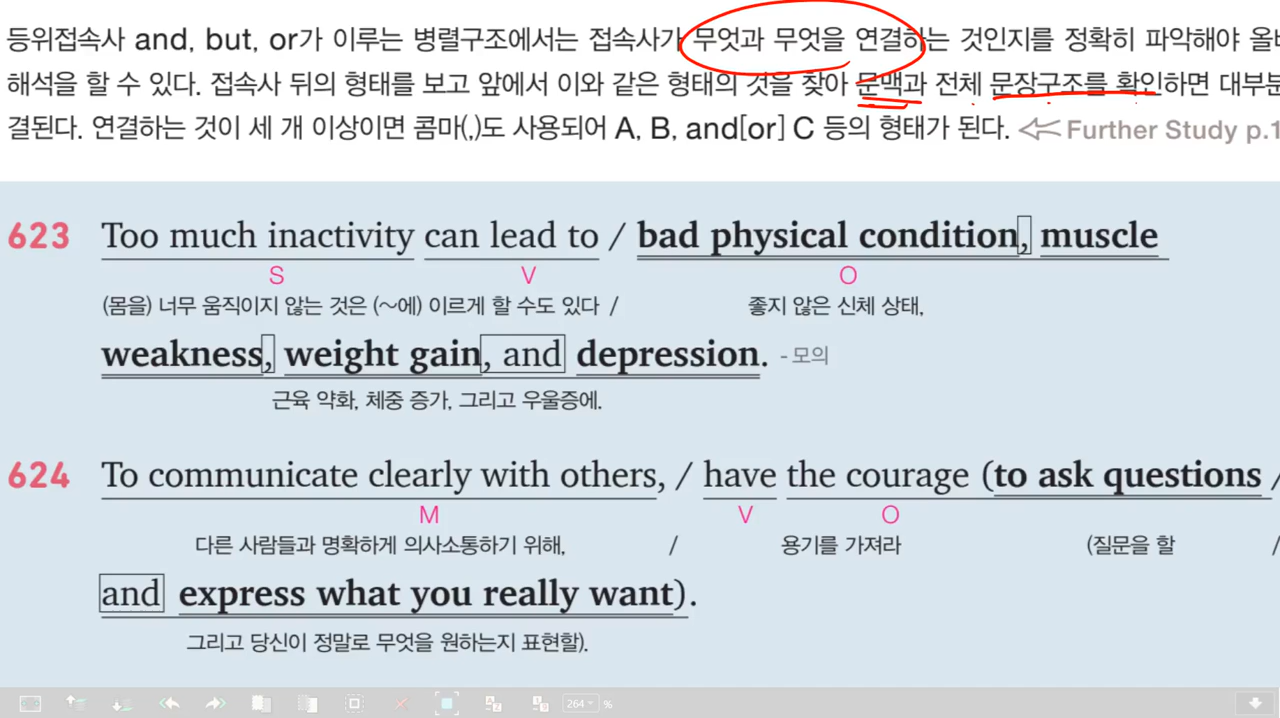 등위접속사 and, but, or가 이루는 병렬구조에서는 접속사가 무엇과 무엇을 연결하는 것인지를 정확히 파악해야 올
해석을 할 수 있다. 접속사 뒤의 형태를 보고 앞에서 이와 같은 형태의 것을 찾아 문맥과 전체 문장구조를 확인하면 대부분
결된다. 연결하는 것이 세 개 이상이면 콤마(,)도 사용되어 A, B, and[or] C 등의 형태가 된다. Further Study p.1
623 Too much inactivity can lead to / bad physical condition, muscle
S V O
(몸을) 너무 움직이지 않는 것은 (～에) 이르게 할 수도 있다 / 좋지 않은 신체 상태,
weakness, weight gain, and depression. - 모의
근육 약화, 체중 증가, 그리고 우울증에.
624 To communicate clearly with others, / have the courage (to ask questions /
M V O
다른 사람들과 명확하게 의사소통하기 위해, / 용기를 가져라 (질문을 할 /
and express what you really want).
그리고 당신이 정말로 무엇을 원하는지 표현할).
264 %